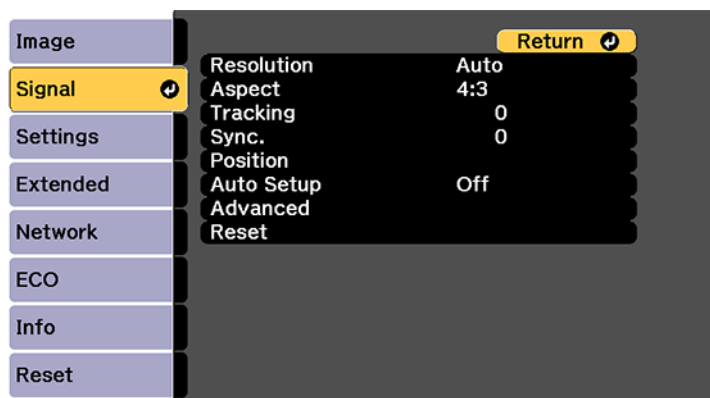 Image
Signal
Settings
Extended
Network
ECO
Info
Reset
Return
Resolution Auto
Aspect 4:3
Tracking 0
Sync. 0
Position
Auto Setup Off
Advanced
Reset